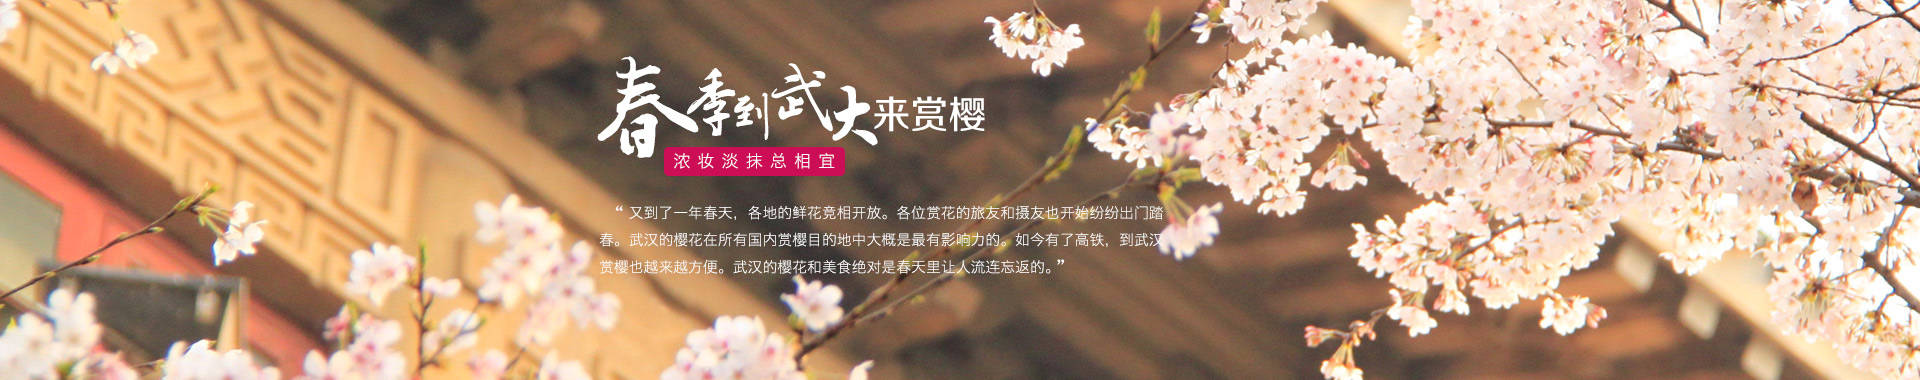 春季到武大来赏樱
浓妆淡抹总相宜
“ 又到了一年春天，各地的鲜花竞相开放。各位赏花的旅友和摄友也开始纷纷出门踏
春。武汉的樱花在所有国内赏樱目的地中大概是最有影响力的。如今有了高铁，到武汉
赏樱也越来越方便。武汉的樱花和美食绝对是春天里让人流连忘返的。”